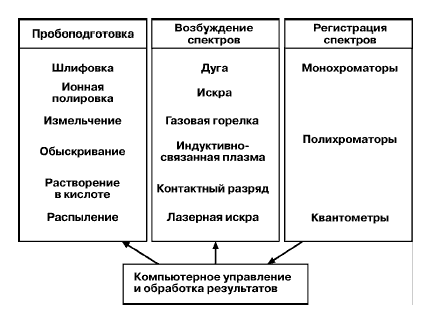 Пробоподготовка
Шлифовка
Ионная
полировка
Измельчение
Обыскривание
Растворение
в кислоте
Распыление
Возбуждение
спектров
Дуга
Искра
Газовая горелка
Индуктивно-
связанная плазма
Контактный разряд
Лазерная искра
Регистрация
спектров
Монохроматоры
Полихроматоры
Квантометры
Компьютерное управление
и обработка результатов